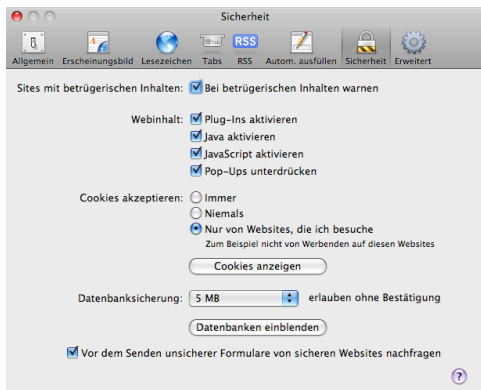 Sicherheit
RSS
Allgemein Erscheinungsbild Lesezeichen Tabs RSS Autom. ausfüllen Sicherheit Erweitert
Sites mit betrügerischen Inhalten: Bei betrügerischen Inhalten warnen
Webinhalt: Plug-Ins aktivieren
Java aktivieren
JavaScript aktivieren
Pop-Ups unterdrücken
Cookies akzeptieren: Immer
Niemals
Nur von Websites, die ich besuche
Zum Beispiel nicht von Werbenden auf diesen Websites
Cookies anzeigen
Datenbanksicherung: 5 MB erlauben ohne Bestätigung
Datenbanken einblenden
Vor dem Senden unsicherer Formulare von sicheren Websites nachfragen
?